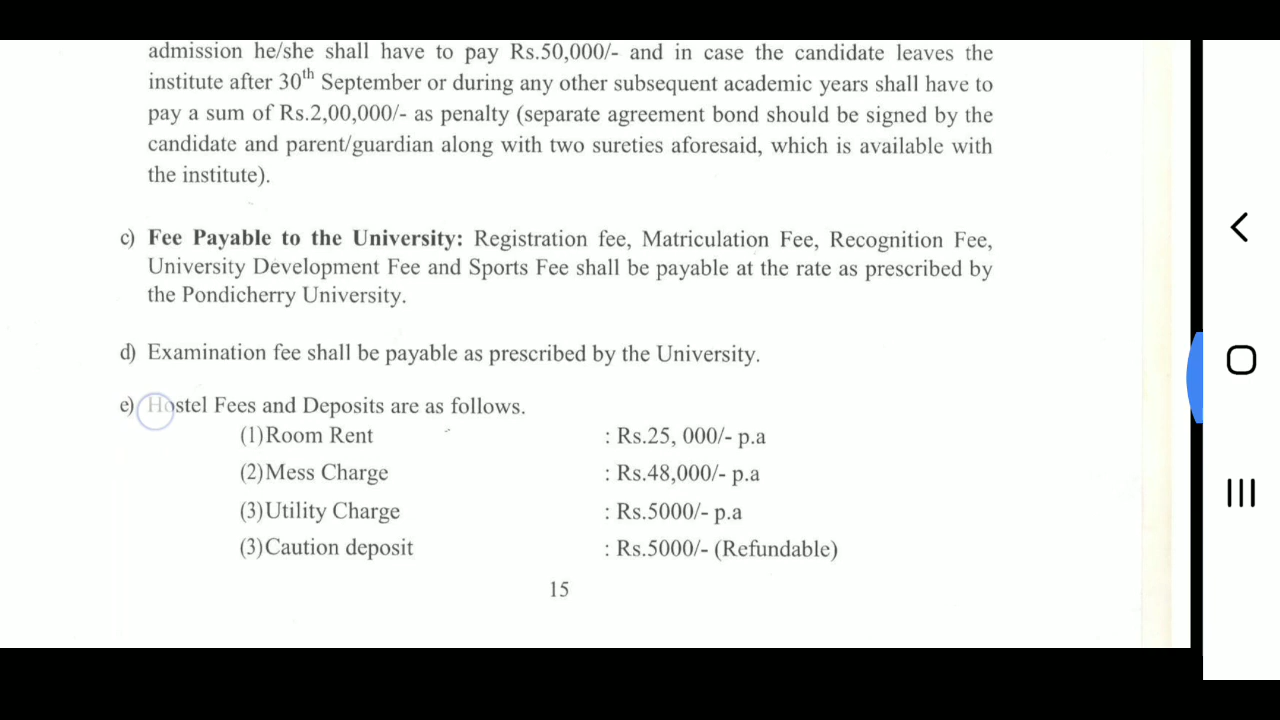 admission he/she shall have to pay Rs.50,000/- and in case the candidate leaves the
institute after 30th September or during any other subsequent academic years shall have to
pay a sum of Rs.2,00,000/- as penalty (separate agreement bond should be signed by the
candidate and parent/guardian along with two sureties aforesaid, which is available with
the institute).
c) Fee Payable to the University: Registration fee, Matriculation Fee, Recognition Fee,
University Development Fee and Sports Fee shall be payable at the rate as prescribed by
the Pondicherry University.
d) Examination fee shall be payable as prescribed by the University.
e) Hostel Fees and Deposits are as follows.
(1)Room Rent : Rs.25, 000/- p.a
(2)Mess Charge : Rs.48,000/- p.a
(3)Utility Charge : Rs.5000/- p.a
(3)Caution deposit : Rs.5000/- (Refundable)
15